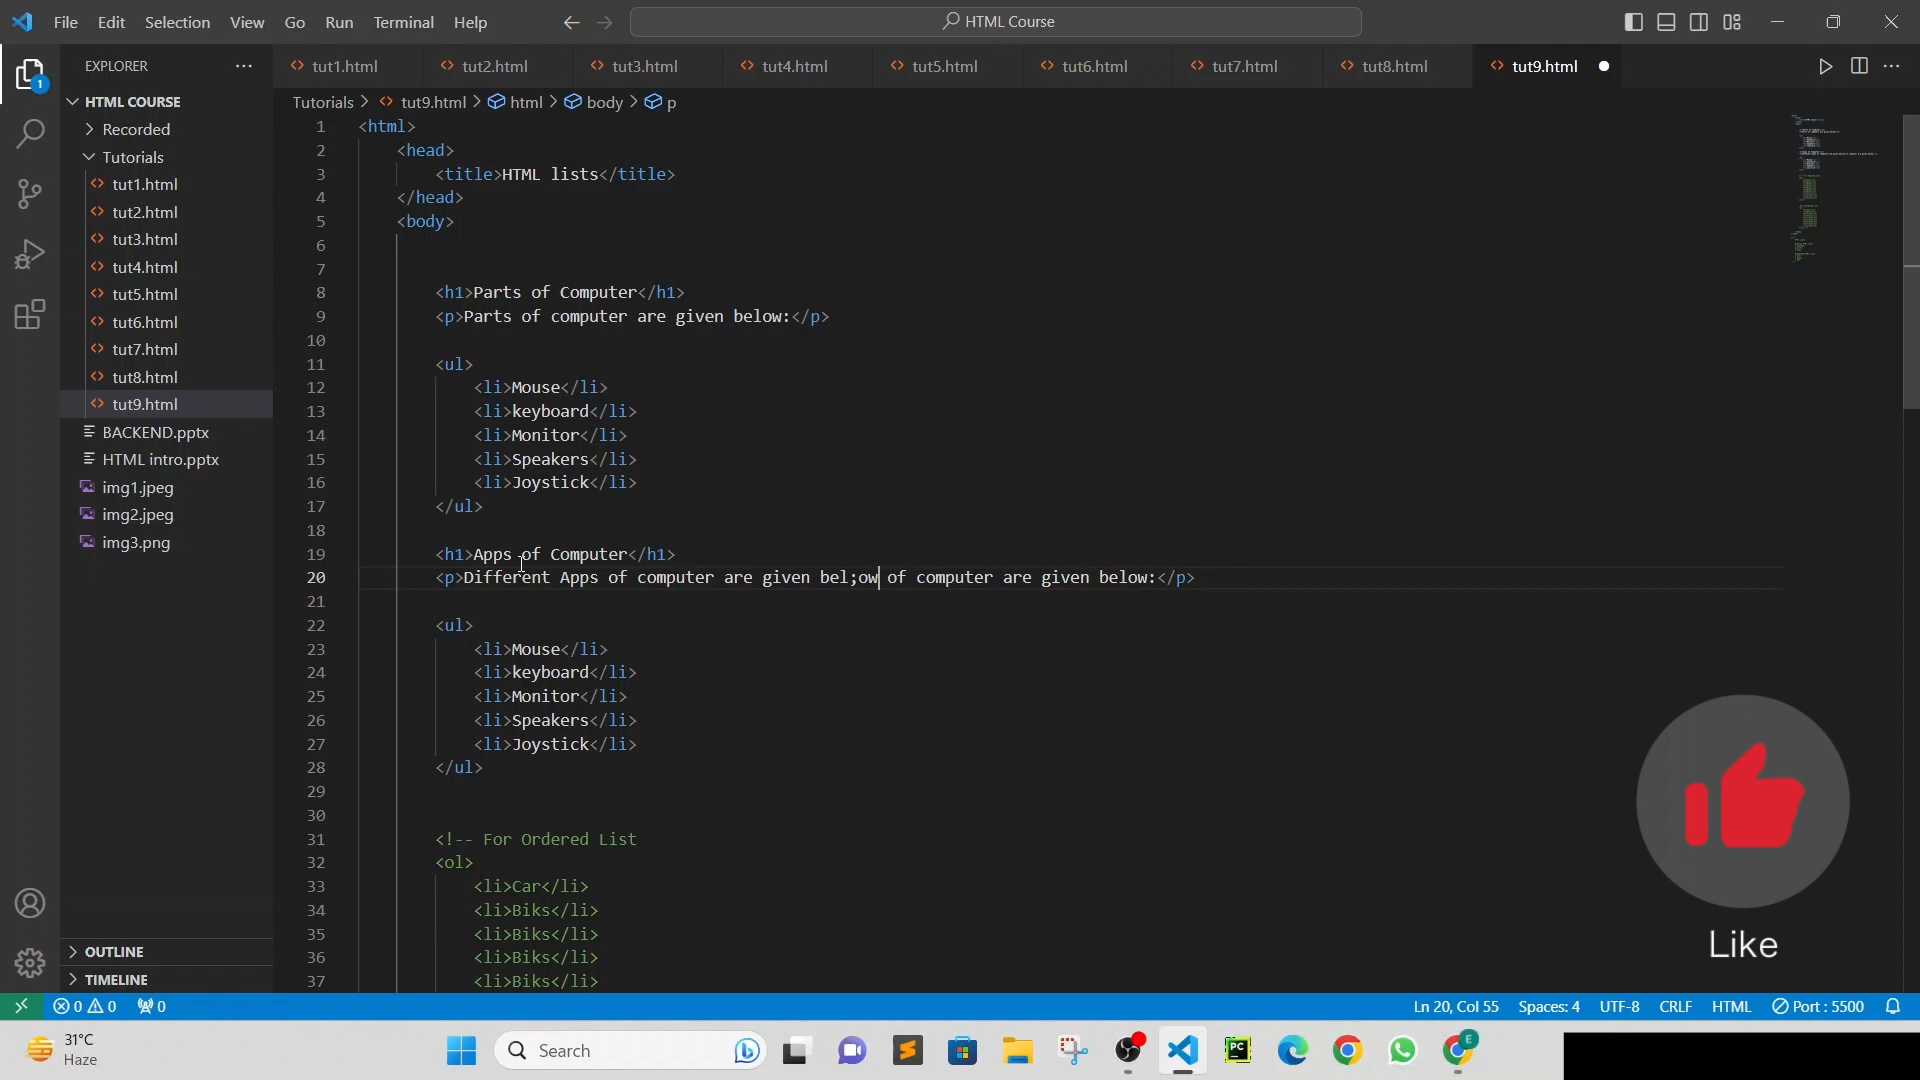 File Edit Selection View Go Run Terminal Help
HTML Course
EXPLORER
tut1.html tut2.html tut3.html tut4.html tut5.html tut6.html tut7.html tut8.html tut9.html
HTML COURSE
Recorded
Tutorials
tut1.html
tut2.html
tut3.html
tut4.html
tut5.html
tut6.html
tut7.html
tut8.html
tut9.html
BACKEND.pptx
HTML intro.pptx
img1.jpeg
img2.jpeg
img3.png
OUTLINE
TIMELINE
Tutorials > tut9.html > html > body > p
1 <html>
2 <head>
3 <title>HTML lists</title>
4 </head>
5 <body>
6
7
8 <h1>Parts of Computer</h1>
9 <p>Parts of computer are given below:</p>
10
11 <ul>
12 <li>Mouse</li>
13 <li>keyboard</li>
14 <li>Monitor</li>
15 <li>Speakers</li>
16 <li>Joystick</li>
17 </ul>
18
19 <h1>Apps of Computer</h1>
20 <p>Different Apps of computer are given bel;ow of computer are given below:</p>
21
22 <ul>
23 <li>Mouse</li>
24 <li>keyboard</li>
25 <li>Monitor</li>
26 <li>Speakers</li>
27 <li>Joystick</li>
28 </ul>
29
30
31 <!-- For Ordered List
32 <ol>
33 <li>Car</li>
34 <li>Biks</li>
35 <li>Biks</li>
36 <li>Biks</li>
37 <li>Biks</li>
Like
0 0 0 Ln 20, Col 55 Spaces: 4 UTF-8 CRLF HTML Port : 5500
31°C
Haze
Search
PC
E
1